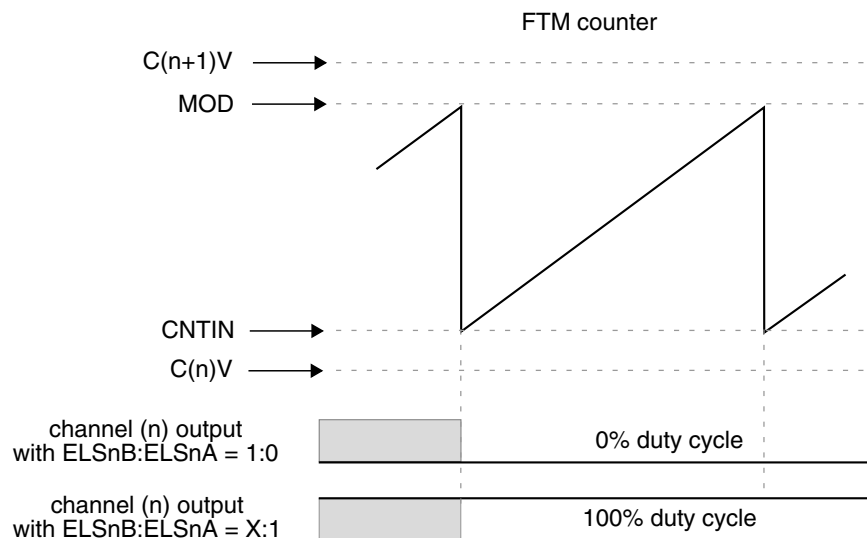 FTM counter
C(n+1)V
MOD
CNTIN
C(n)V
channel (n) output
with ELSnB:ELSnA = 1:0
0% duty cycle
channel (n) output
with ELSnB:ELSnA = X:1
100% duty cycle